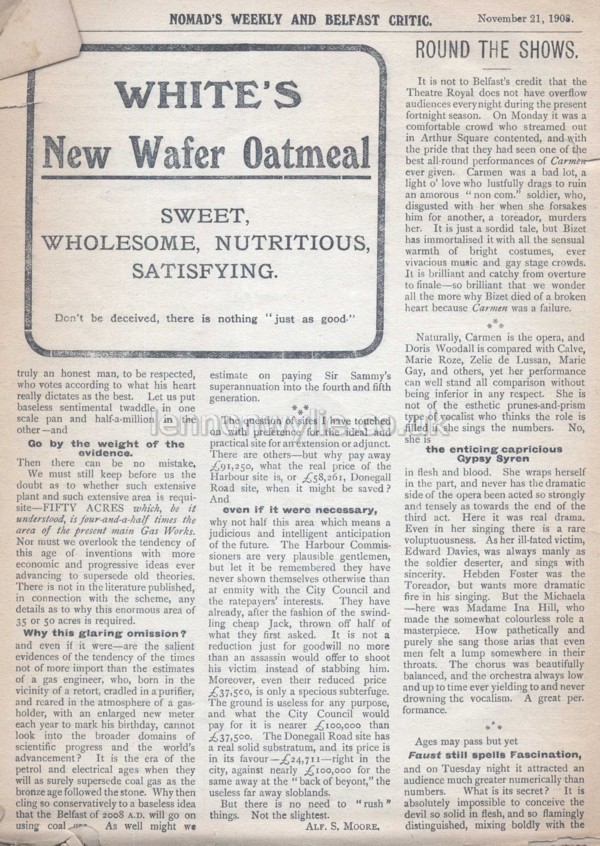 NOMAD'S WEEKLY AND BELFAST CRITIC.
November 21, 1908.
WHITE'S
New Wafer Oatmeal
SWEET,
WHOLESOME, NUTRITIOUS,
SATISFYING.
Don't be deceived, there is nothing "just as good."
truly an honest man, to be respected,
who votes according to what his heart
really dictates as the best. Let us put
baseless sentimental twaddle in one
scale pan and half-a-million in the
other—and
Go by the weight of the
evidence.
Then there can be no mistake.
We must still keep before us the
doubt as to whether such extensive
plant and such extensive area is requi-
site—FIFTY ACRES which, be it
understood, is four-and-a-half times the
area of the present main Gas Works.
Nor must we overlook the tendency of
this age of inventions with more
economic and progressive ideas ever
advancing to supersede old theories.
There is not in the literature published,
in connection with the scheme, any
details as to why this enormous area of
35 or 50 acres is required.
Why this glaring omission?
and even if it were—are the salient
evidences of the tendency of the times
not of more import than the estimates
of a gas engineer, who, born in the
vicinity of a retort, cradled in a purifier,
and reared in the atmosphere of a gas-
holder, with an enlarged new meter
each year to mark his birthday, cannot
look into the broader domains of
scientific progress and the world's
advancement? It is the era of the
petrol and electrical ages when they
will as surely supersede coal gas as the
bronze age followed the stone. Why then
cling so conservatively to a baseless idea
that the Belfast of 2008 A.D. will go on
using coal gas. As well might we
estimate on paying Sir Sammy's
superannuation into the fourth and fifth
generation.
The question of sites I have touched
on with preference for the ideal and
practical site for an extension or adjunct.
There are others—but why pay away
£91,250, what the real price of the
Harbour site is, or £58,261, Donegall
Road site, when it might be saved?
And
even if it were necessary,
why not half this area which means a
judicious and intelligent anticipation
of the future. The Harbour Commis-
sioners are very plausible gentlemen,
but let it be remembered they have
never shown themselves otherwise than
at enmity with the City Council and
the ratepayers' interests. They have
already, after the fashion of the swind-
ling cheap Jack, thrown off half of
what they first asked. It is not a
reduction just for goodwill no more
than an assassin would offer to shoot
his victim instead of stabbing him.
Moreover, even their reduced price
£37,500, is only a specious subterfuge.
The ground is useless for any purpose,
and what the City Council would
pay for it is nearer £100,000 than
£37,500. The Donegall Road site has
a real solid substratum, and its price is
in its favour—£24,711—right in the
city, against nearly £100,000 for the
same away at the "back of beyont," the
useless far away sloblands.
But there is no need to "rush"
things. Not the slightest.
ALF. S. MOORE.
ROUND THE SHOWS.
It is not to Belfast's credit that the
Theatre Royal does not have overflow
audiences every night during the present
fortnight season. On Monday it was a
comfortable crowd who streamed out
in Arthur Square contented, and with
the pride that they had seen one of the
best all-round performances of Carmen
ever given. Carmen was a bad lot, a
light o' love who lustfully drags to ruin
an amorous "non com." soldier, who,
disgusted with her when she forsakes
him for another, a toreador, murders
her. It is just a sordid tale, but Bizet
has immortalised it with all the sensual
warmth of bright costumes, ever
vivacious music and gay stage crowds.
It is brilliant and catchy from overture
to finale—so brilliant that we wonder
all the more why Bizet died of a broken
heart because Carmen was a failure.
Naturally, Carmen is the opera, and
Doris Woodall is compared with Calve,
Marie Roze, Zelie de Lussan, Marie
Gay, and others, yet her performance
can well stand all comparison without
being inferior in any respect. She is
not of the esthetic prunes-and-prism
type of vocalist who thinks the role is
filled if she sings the numbers. No,
she is
the enticing capricious
Gypsy Syren
in flesh and blood. She wraps herself
in the part, and never has the dramatic
side of the opera been acted so strongly
and tensely as towards the end of the
third act. Here it was real drama.
Even in her singing there is a rare
voluptuousness. As her ill-fated victim,
Edward Davies, was always manly as
the soldier deserter, and sings with
sincerity. Hebden Foster was the
Toreador, but wants more dramatic
fire in his singing. But the Michaela
—here was Madame Ina Hill, who
made the somewhat colourless role a
masterpiece. How pathetically and
purely she sang those arias that even
men felt a lump somewhere in their
throats. The chorus was beautifully
balanced, and the orchestra always low
and up to time ever yielding to and never
drowning the vocalism. A great per.
formance.
Ages may pass but yet
Faust still spells Fascination,
and on Tuesday night it attracted an
audience much greater numerically than
numbers. What is its secret? It is
absolutely impossible to conceive the
devil so solid in flesh, and so flamingly
distinguished, mixing boldly with the